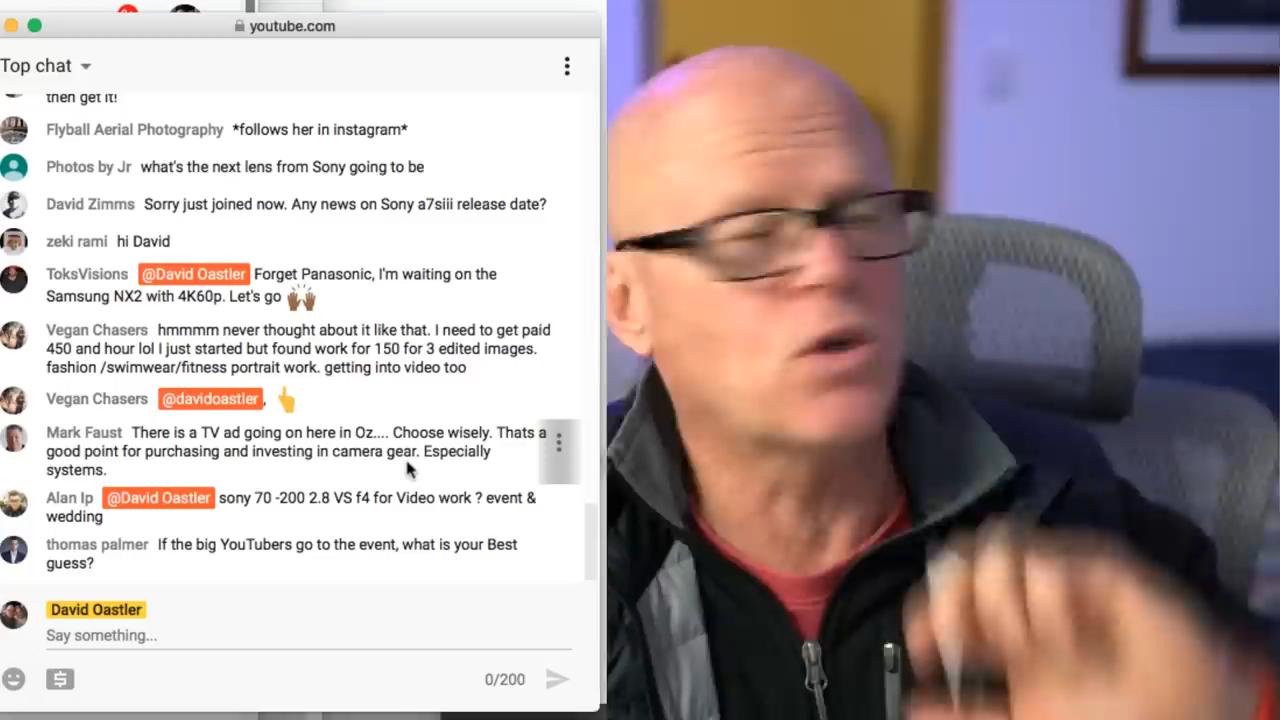 youtube.com
Top chat
then get it!
Flyball Aerial Photography *follows her in instagram*
Photos by Jr what's the next lens from Sony going to be
David Zimms Sorry just joined now. Any news on Sony a7siii release date?
zeki rami hi David
ToksVisions @David Oastler Forget Panasonic, I'm waiting on the
Samsung NX2 with 4K60p. Let's go 🙌🏾
Vegan Chasers hmmmm never thought about it like that. I need to get paid
450 and hour lol I just started but found work for 150 for 3 edited images.
fashion /swimwear/fitness portrait work. getting into video too
Vegan Chasers @davidoastler, 👆
Mark Faust There is a TV ad going on here in Oz.... Choose wisely. Thats a
good point for purchasing and investing in camera gear. Especially
systems.
Alan Ip @David Oastler sony 70 -200 2.8 VS f4 for Video work ? event &
wedding
thomas palmer If the big YouTubers go to the event, what is your Best
guess?
David Oastler
Say something...
0/200